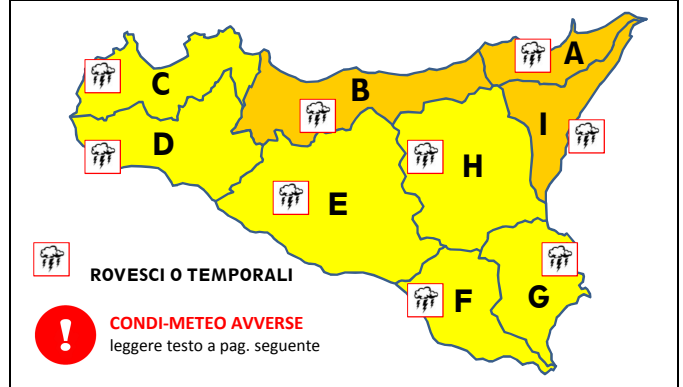 A
C
B
I
D
H
E
F
G
ROVESCI O TEMPORALI
!
CONDI-METEO AVVERSE
leggere testo a pag. seguente